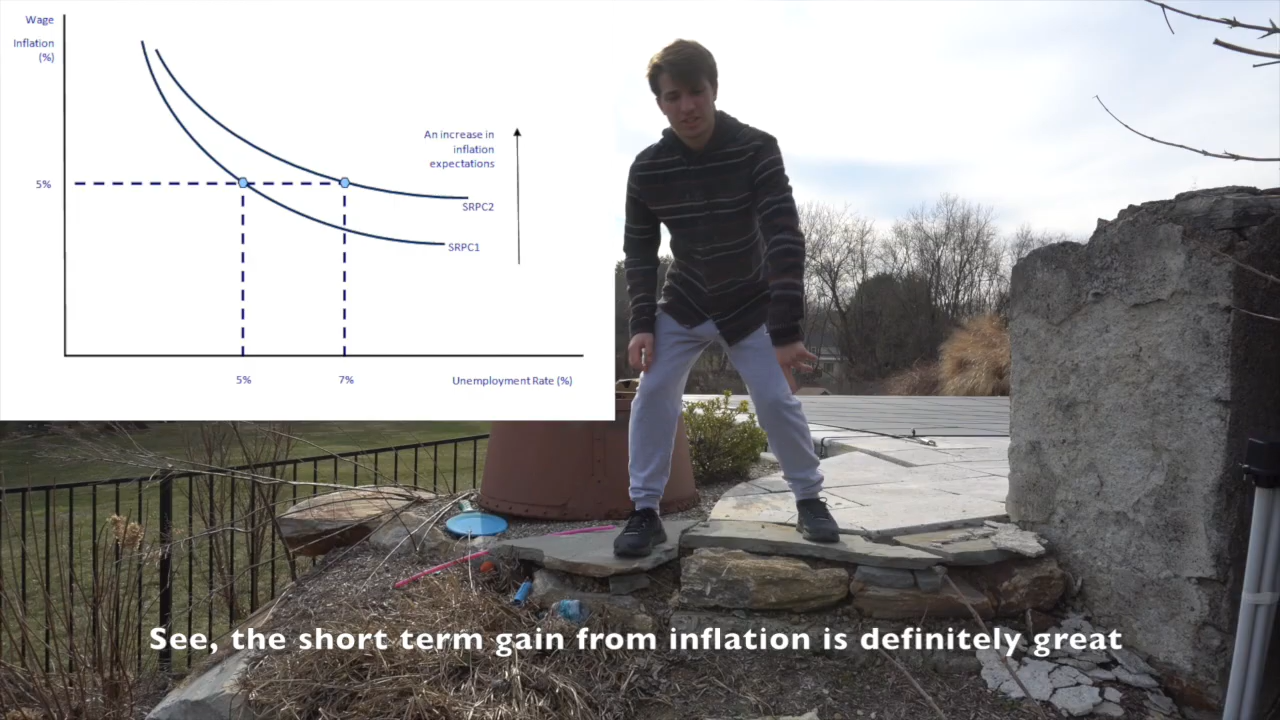 Wage
Inflation
(%)
An increase in
inflation
expectations
5%
SRPC2
SRPC1
5%
7%
Unemployment Rate (%)
See, the short term gain from inflation is definitely great